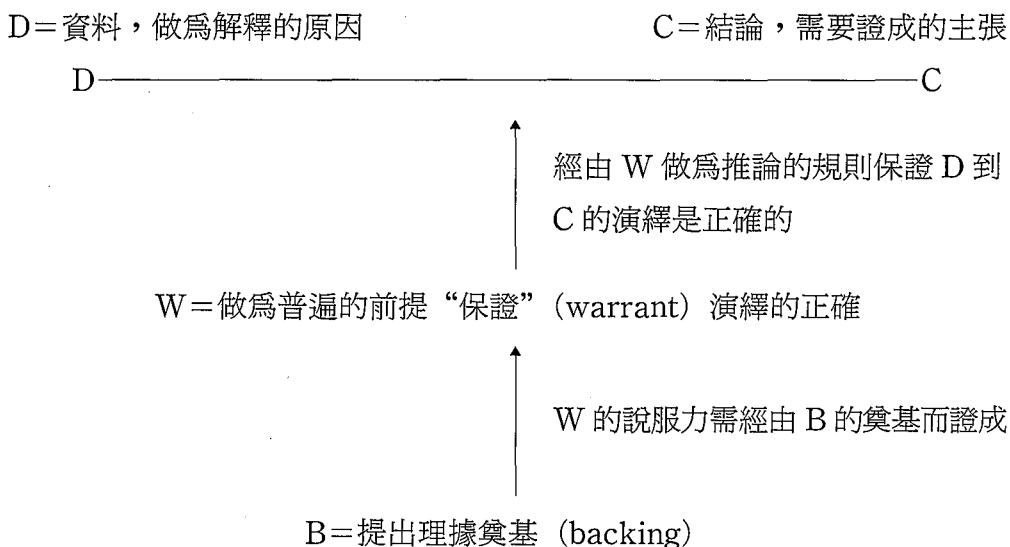 D＝資料，做爲解釋的原因
C＝結論，需要證成的主張
D
C
經由 W 做爲推論的規則保證 D 到
C 的演繹是正確的
W＝做爲普遍的前提“保證”（warrant）演繹的正確
W 的說服力需經由 B 的奠基而證成
B＝提出理據奠基（backing）